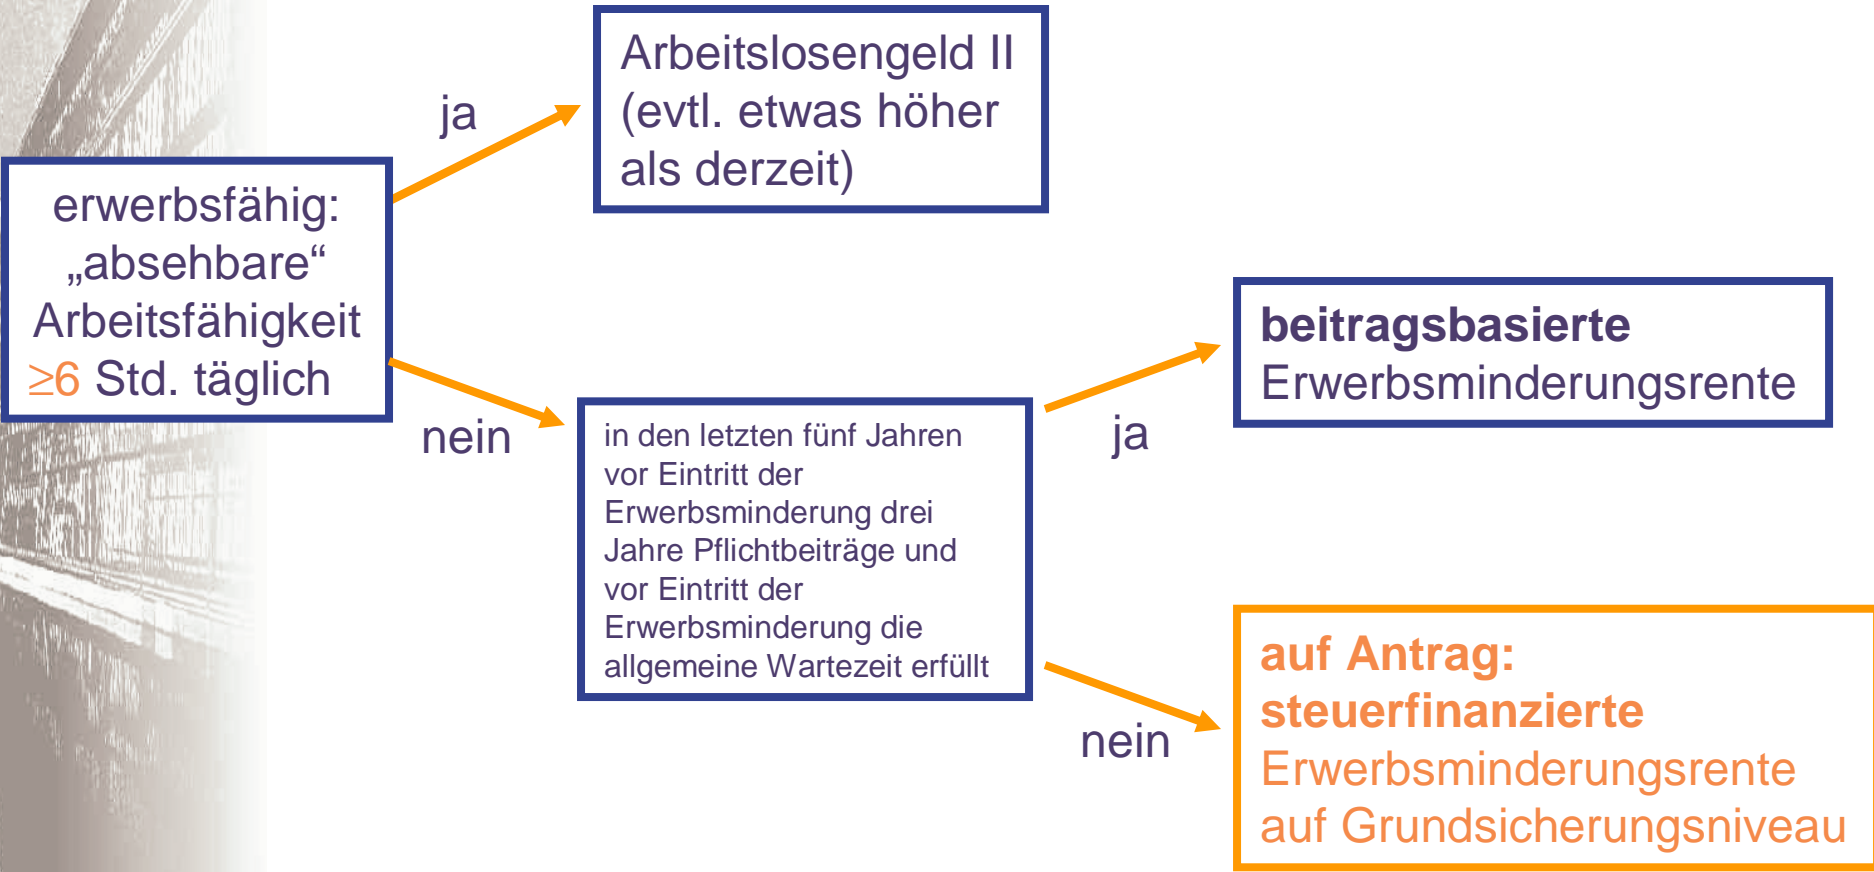 erwerbsfähig:
„absehbare“
Arbeitsfähigkeit
≥6 Std. täglich
ja
Arbeitslosengeld II
(evtl. etwas höher
als derzeit)
nein
in den letzten fünf Jahren
vor Eintritt der
Erwerbsminderung drei
Jahre Pflichtbeiträge und
vor Eintritt der
Erwerbsminderung die
allgemeine Wartezeit erfüllt
ja
beitragsbasierte
Erwerbsminderungsrente
nein
auf Antrag:
steuerfinanzierte
Erwerbsminderungsrente
auf Grundsicherungsniveau